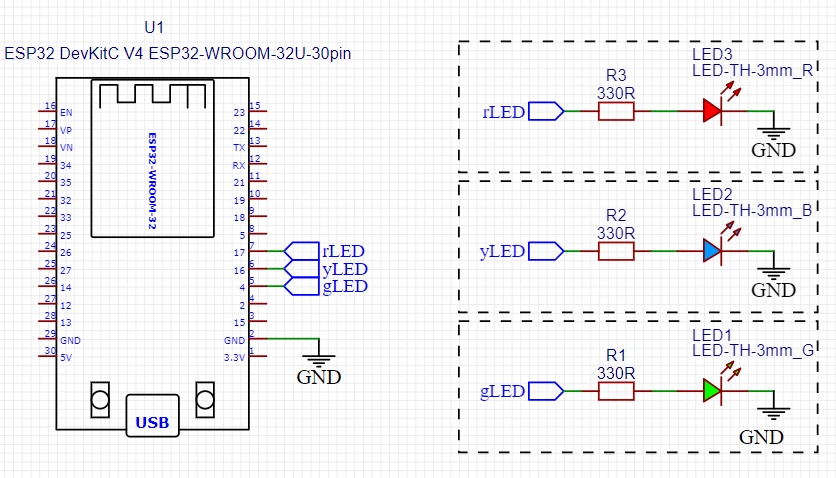 U1
ESP32 DevKitC V4 ESP32-WROOM-32U-30pin
ESP32-WROOM-32
16 EN
17 VP
18 VN
19 34
20 35
21 32
22 33
23 25
24 26
25 27
26 14
27 12
28 13
29 GND
30 5V
23 15
22 14
TX 13
RX 12
21 11
19 10
18 9
5 8
17 7 rLED
16 6 yLED
4 5 gLED
2 4
15 3
GND 2
3.3V 1
GND
USB
LED3
LED-TH-3mm_R
R3
330R
rLED
GND
LED2
LED-TH-3mm_B
R2
330R
yLED
GND
LED1
LED-TH-3mm_G
R1
330R
gLED
GND